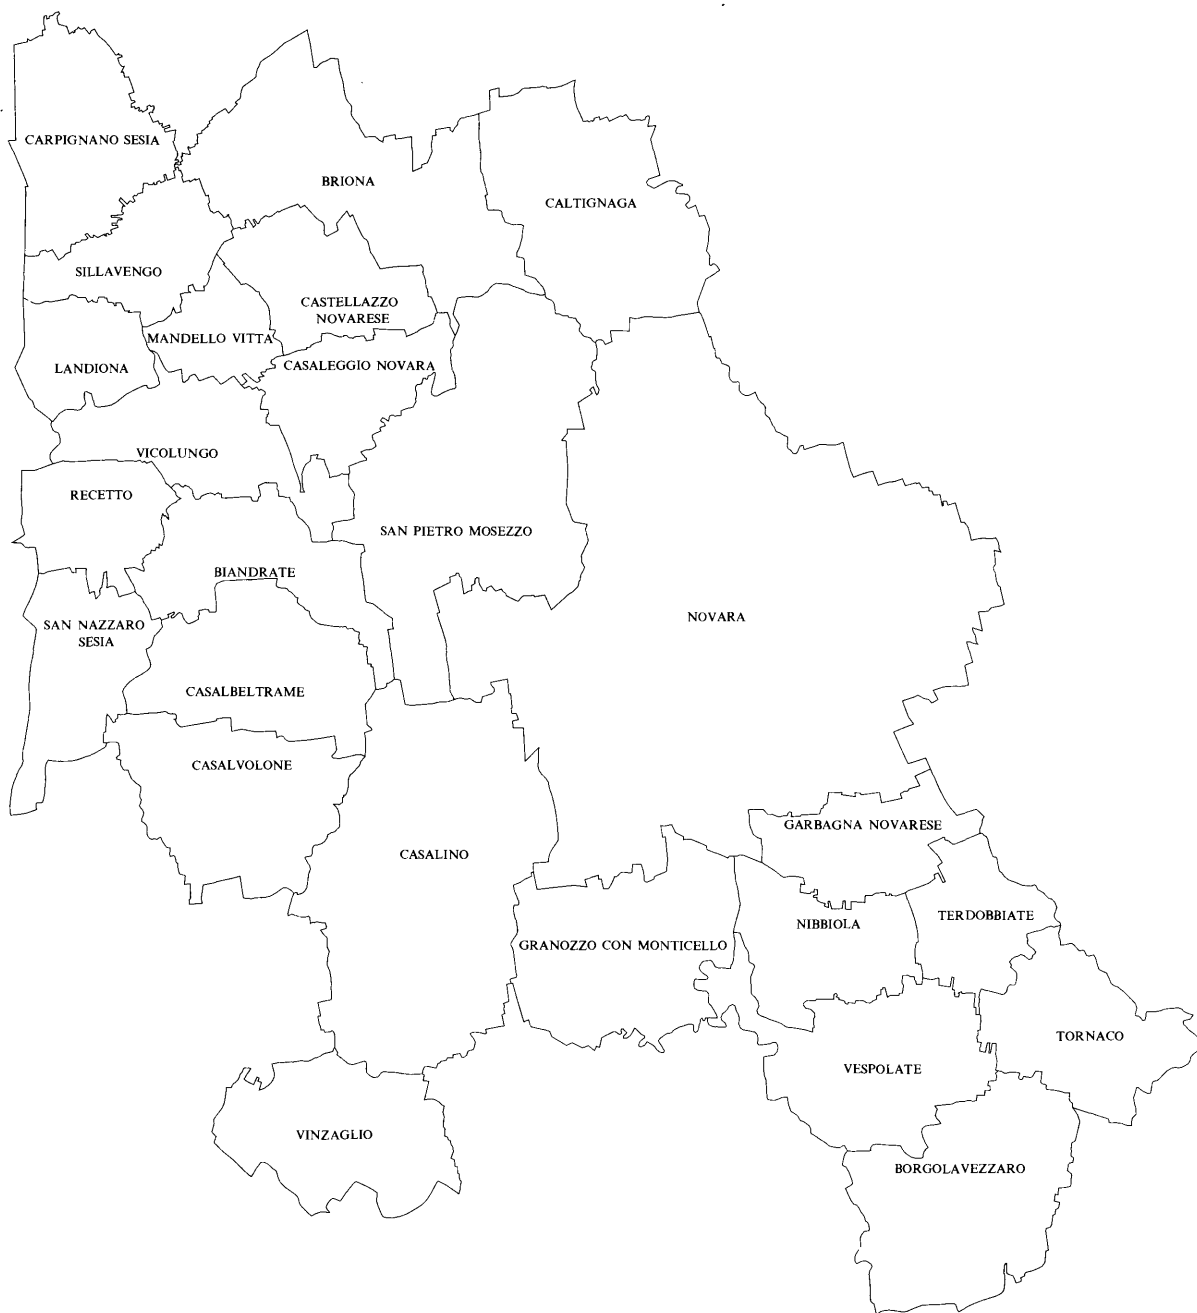 CARPIGNANO SESIA
BRIONA
CALTIGNAGA
SILLAVENGO
CASTELLAZZO
NOVARESE
MANDELLO VITTA
LANDIONA
CASALEGGIO NOVARA
VICOLUNGO
RECETTO
SAN PIETRO MOSEZZO
BIANDRATE
NOVARA
SAN NAZZARO
SESIA
CASALBELTRAME
CASALVOLONE
GARBAGNA NOVARESE
CASALINO
TERDOBBIATE
NIBBIOLA
GRANOZZO CON MONTICELLO
TORNACO
VESPOLATE
VINZAGLIO
BORGOLAVEZZARO